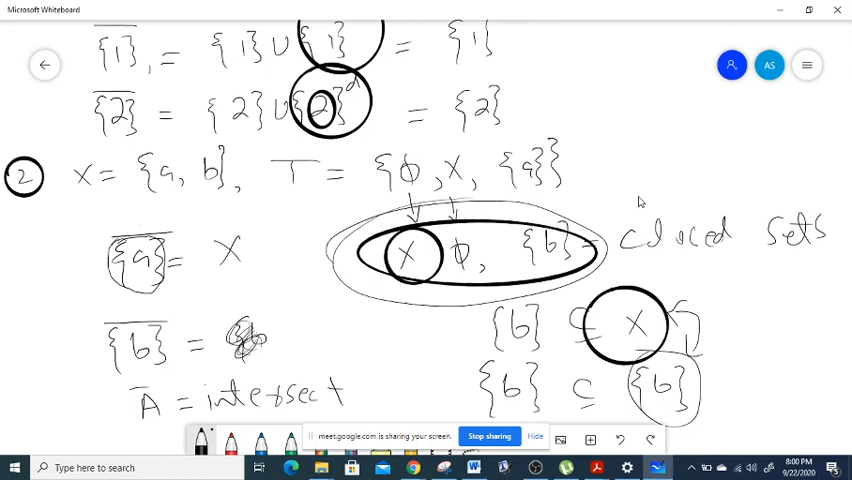 Microsoft Whiteboard
{1}, = {1} U {1} = {1}
AS
{2} = {2} U {2}ᵈ = {2}
2 X = {a, b}, T = {ϕ, X, {a}}
{a} = X
X ϕ, {b} - closed sets
{b} =
{b} ⊆ X
{b} ⊆ {b}
A = intersect
meet.google.com is sharing your screen. Stop sharing Hide
Type here to search
8:00 PM
9/22/2020